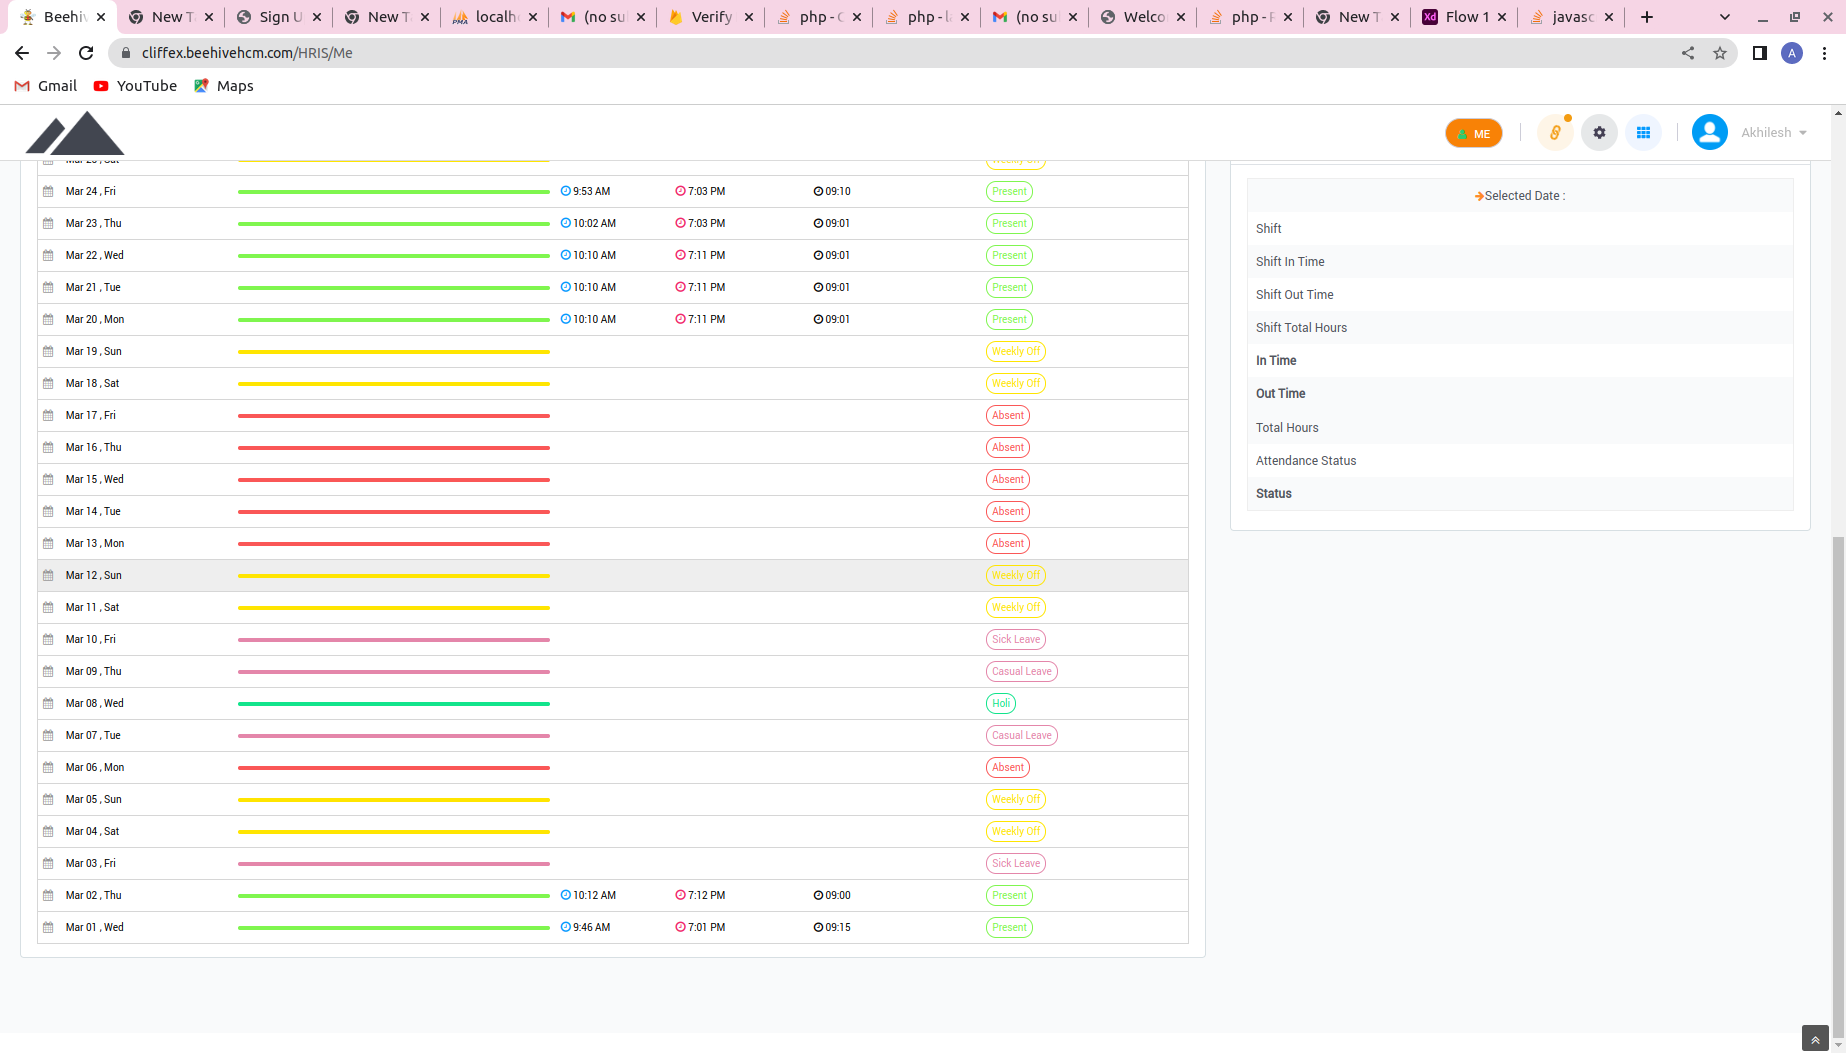 Beehiv New T Sign U New T localh (no su Verify php - C php - l (no su Welco php - F New T Flow 1 javasc
cliffex.beehivehcm.com/HRIS/Me
Gmail YouTube Maps
ME Akhilesh
Weekly Off
Mar 24 , Fri 9:53 AM 7:03 PM 09:10 Present
Mar 23 , Thu 10:02 AM 7:03 PM 09:01 Present
Mar 22 , Wed 10:10 AM 7:11 PM 09:01 Present
Mar 21 , Tue 10:10 AM 7:11 PM 09:01 Present
Mar 20 , Mon 10:10 AM 7:11 PM 09:01 Present
Mar 19 , Sun Weekly Off
Mar 18 , Sat Weekly Off
Mar 17 , Fri Absent
Mar 16 , Thu Absent
Mar 15 , Wed Absent
Mar 14 , Tue Absent
Mar 13 , Mon Absent
Mar 12 , Sun Weekly Off
Mar 11 , Sat Weekly Off
Mar 10 , Fri Sick Leave
Mar 09 , Thu Casual Leave
Mar 08 , Wed Holi
Mar 07 , Tue Casual Leave
Mar 06 , Mon Absent
Mar 05 , Sun Weekly Off
Mar 04 , Sat Weekly Off
Mar 03 , Fri Sick Leave
Mar 02 , Thu 10:12 AM 7:12 PM 09:00 Present
Mar 01 , Wed 9:46 AM 7:01 PM 09:15 Present
Selected Date :
Shift
Shift In Time
Shift Out Time
Shift Total Hours
In Time
Out Time
Total Hours
Attendance Status
Status